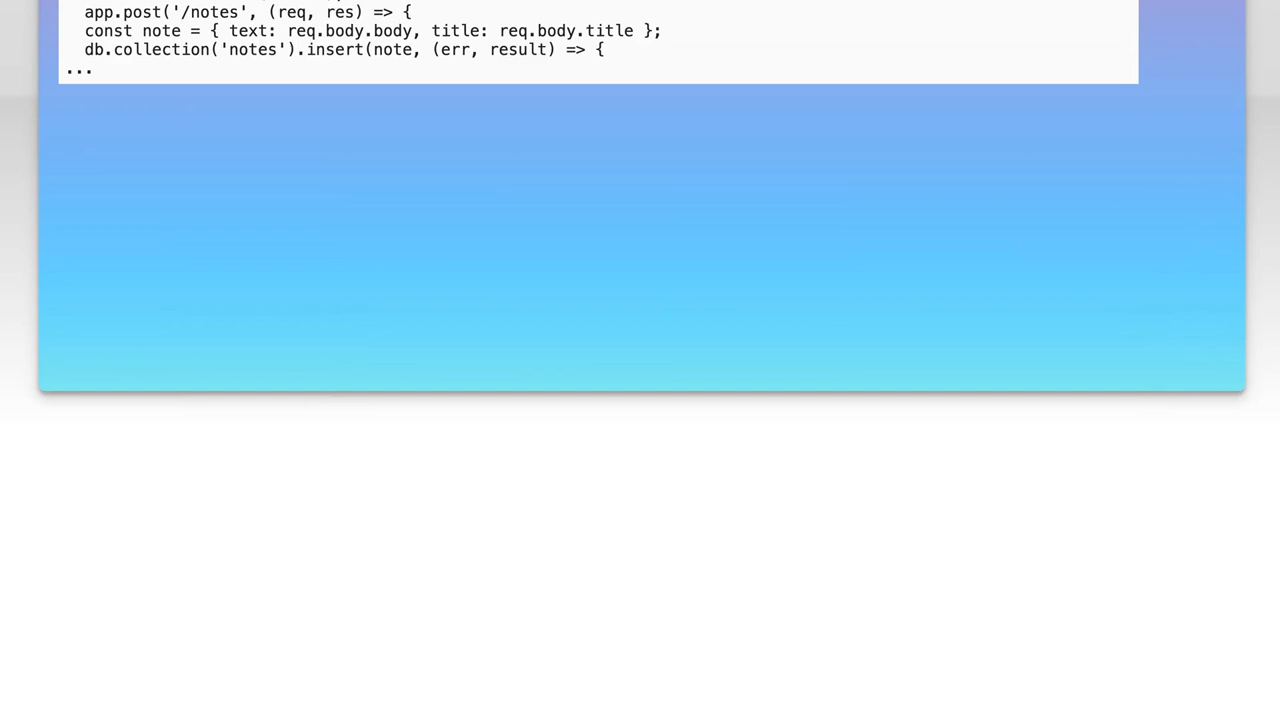 app.post('/notes', (req, res) => {
const note = { text: req.body.body, title: req.body.title };
db.collection('notes').insert(note, (err, result) => {
...